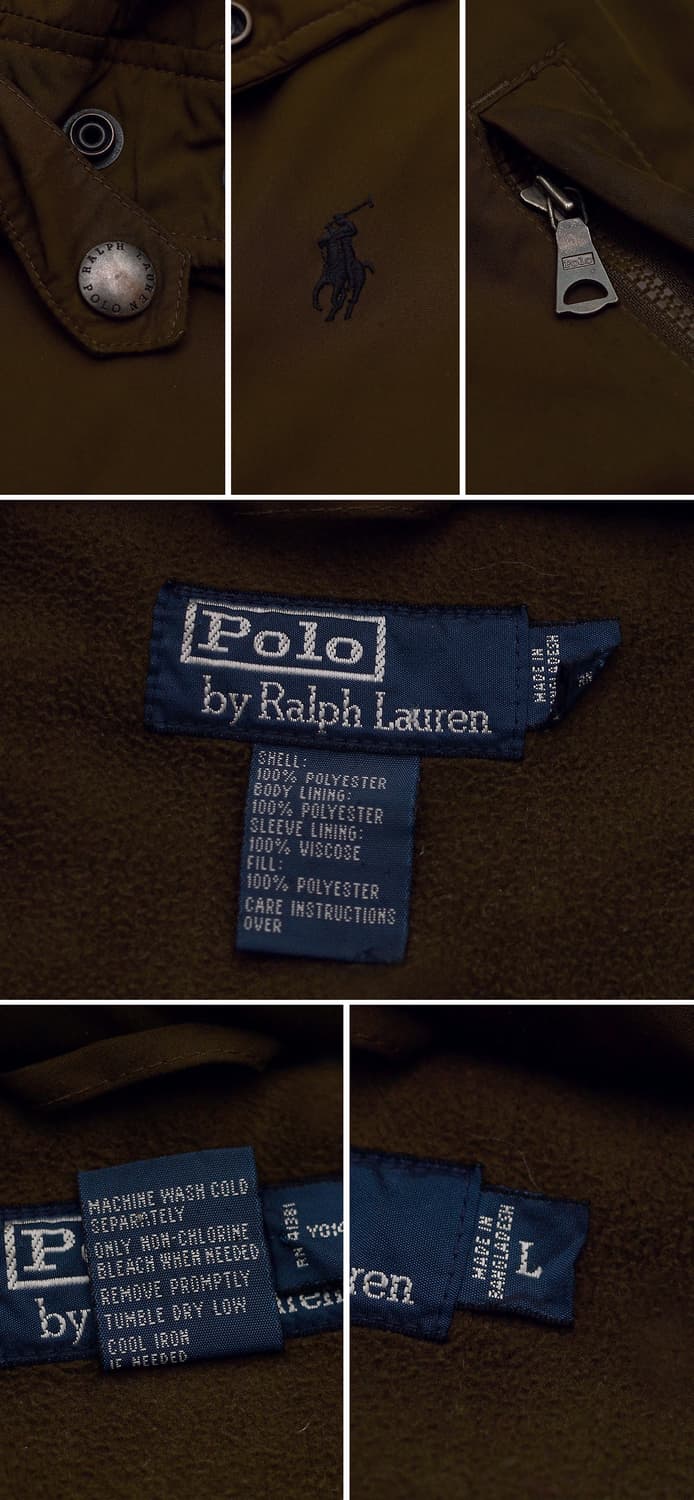 POLO RALPH LAUREN
Polo
Polo
by Ralph Lauren
MADE IN
SHELL:
100% POLYESTER
BODY LINING:
100% POLYESTER
SLEEVE LINING:
100% VISCOSE
FILL:
100% POLYESTER
CARE INSTRUCTIONS
OVER
MACHINE WASH COLD
SEPARATELY
ONLY NON-CHLORINE
BLEACH WHEN NEEDED
REMOVE PROMPTLY
TUMBLE DRY LOW
COOL IRON
IF NEEDED
P
by
RN 41381
uren
ren
MADE IN
BANGLADESH
L